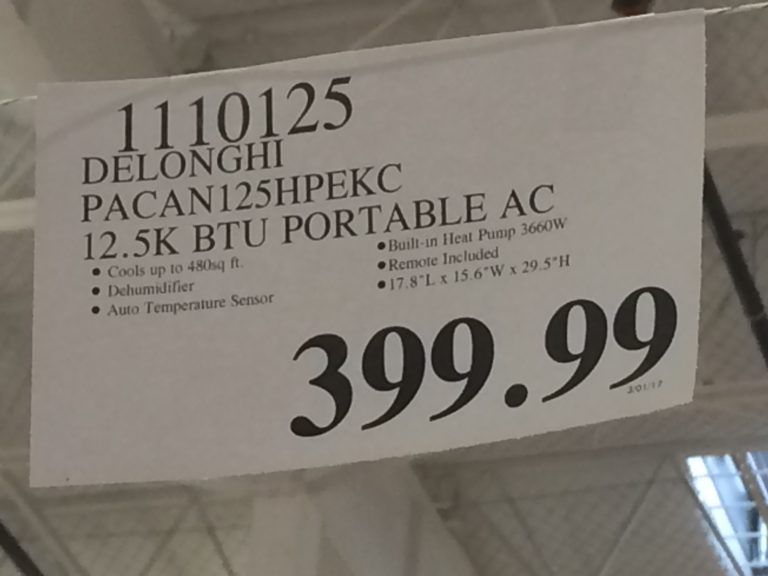 1110125
DELONGHI
PACAN125HPEKC
12.5K BTU PORTABLE AC
• Cools up to 480sq ft.
• Dehumidifier
• Auto Temperature Sensor
• Built-in Heat Pump 3660W
• Remote Included
• 17.8"L x 15.6"W x 29.5"H
399.99